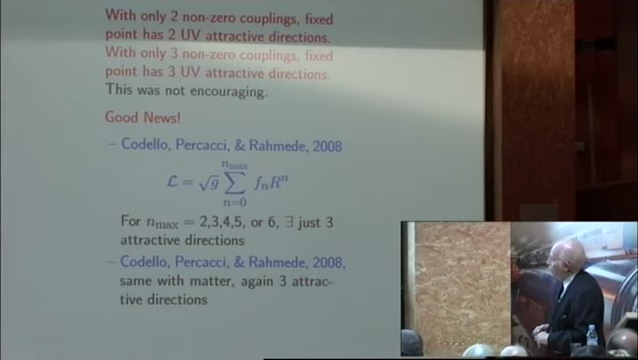 With only 2 non-zero couplings, fixed
point has 2 UV attractive directions.
With only 3 non-zero couplings, fixed
point has 3 UV attractive directions.
This was not encouraging.
Good News!
– Codello, Percacci, & Rahmede, 2008
ℒ = √g ∑_{n=0}^{n_max} f_n R^n
For n_max = 2,3,4,5, or 6, ∃ just 3
attractive directions
– Codello, Percacci, & Rahmede, 2008,
same with matter, again 3 attrac-
tive directions